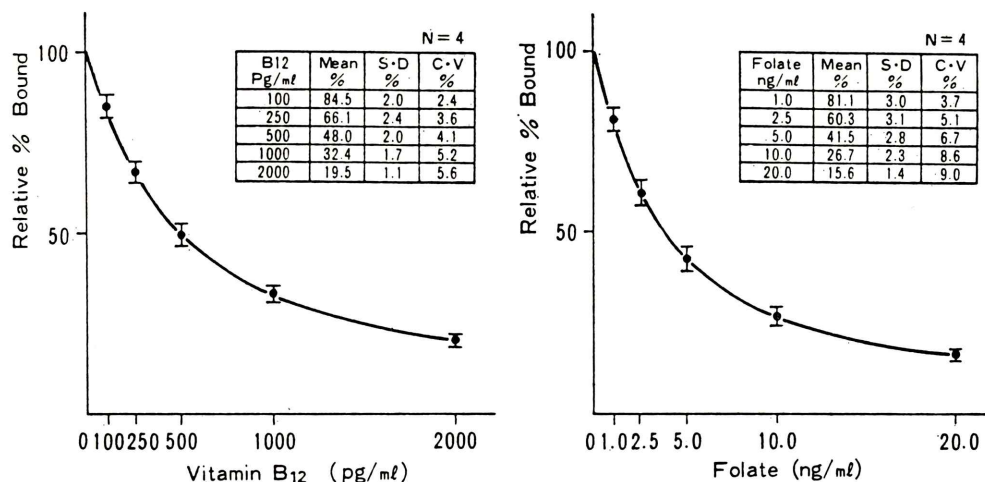 N=4
B12 Pg/mℓ | Mean % | S·D % | C·V %
100 | 84.5 | 2.0 | 2.4
250 | 66.1 | 2.4 | 3.6
500 | 48.0 | 2.0 | 4.1
1000 | 32.4 | 1.7 | 5.2
2000 | 19.5 | 1.1 | 5.6
Relative % Bound
100
50
0 100 250 500 1000 2000
Vitamin B₁₂ (pg/mℓ)
N=4
Folate ng/mℓ | Mean % | S·D % | C·V %
1.0 | 81.1 | 3.0 | 3.7
2.5 | 60.3 | 3.1 | 5.1
5.0 | 41.5 | 2.8 | 6.7
10.0 | 26.7 | 2.3 | 8.6
20.0 | 15.6 | 1.4 | 9.0
Relative % Bound
100
50
0 1.0 2.5 5.0 10.0 20.0
Folate (ng/mℓ)